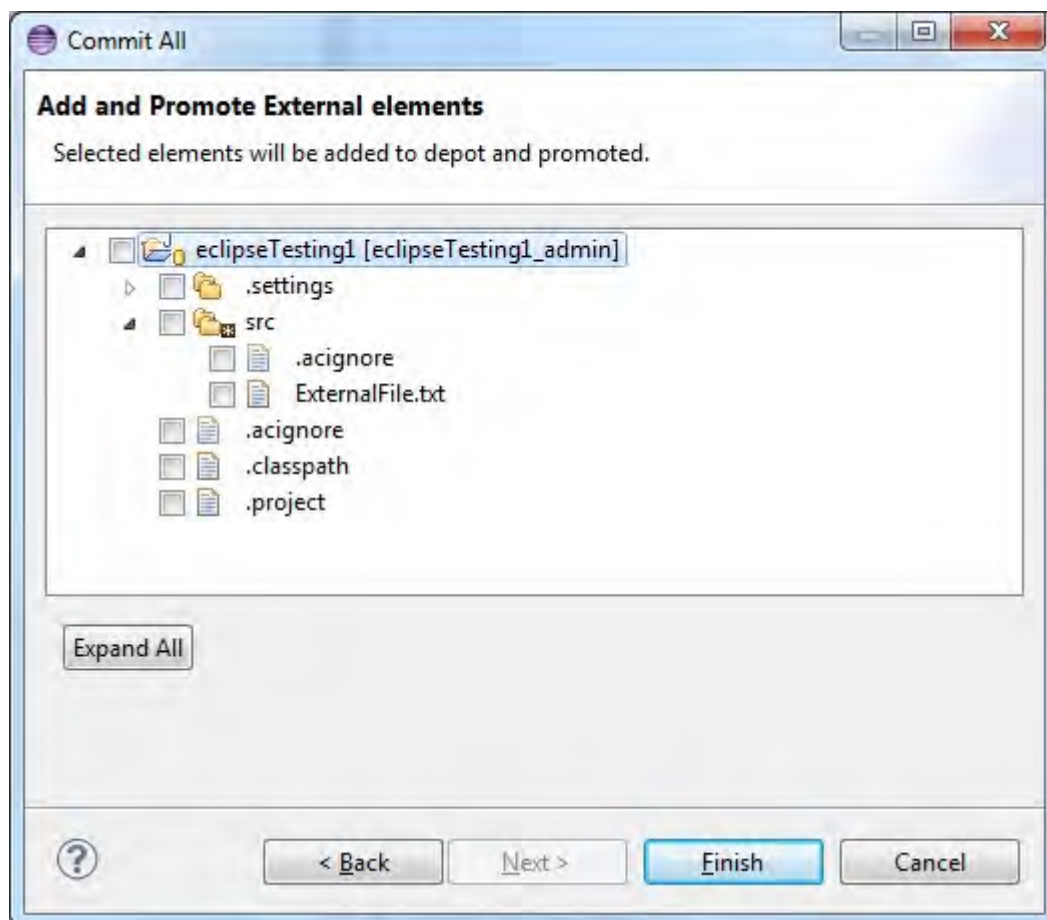 Commit All
Add and Promote External elements
Selected elements will be added to depot and promoted.
eclipseTesting1 [eclipseTesting1_admin]
.settings
src
.acignore
ExternalFile.txt
.acignore
.classpath
.project
Expand All
< Back
Next >
Finish
Cancel